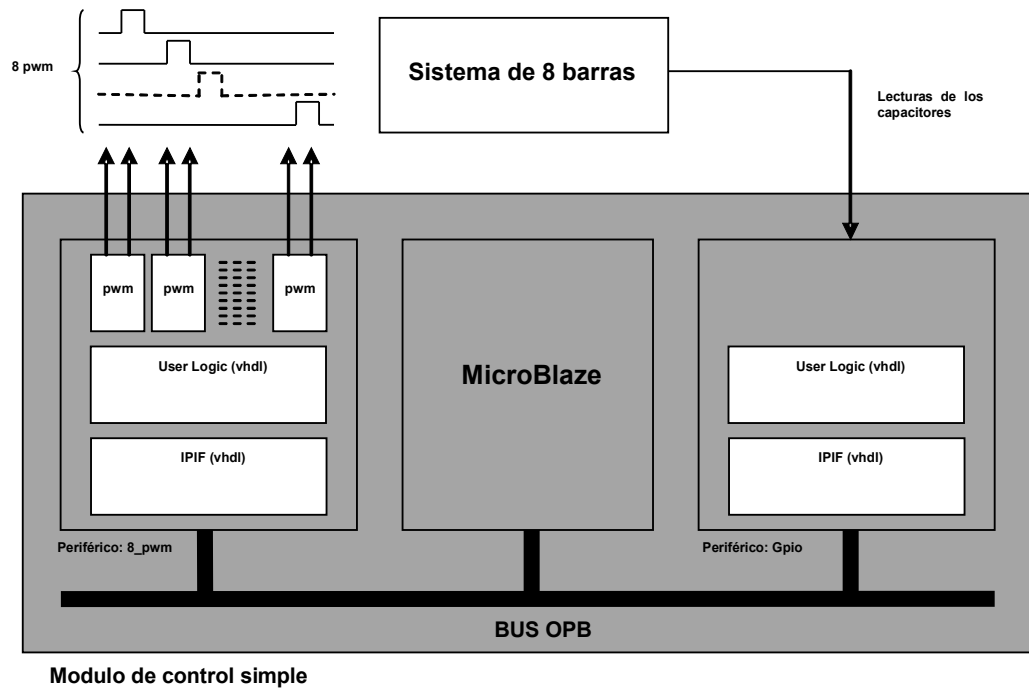 8 pwm
Sistema de 8 barras
Lecturas de los
capacitores
pwm
pwm
pwm
User Logic (vhdl)
IPIF (vhdl)
MicroBlaze
User Logic (vhdl)
IPIF (vhdl)
Periférico: 8_pwm
Periférico: Gpio
BUS OPB
Modulo de control simple